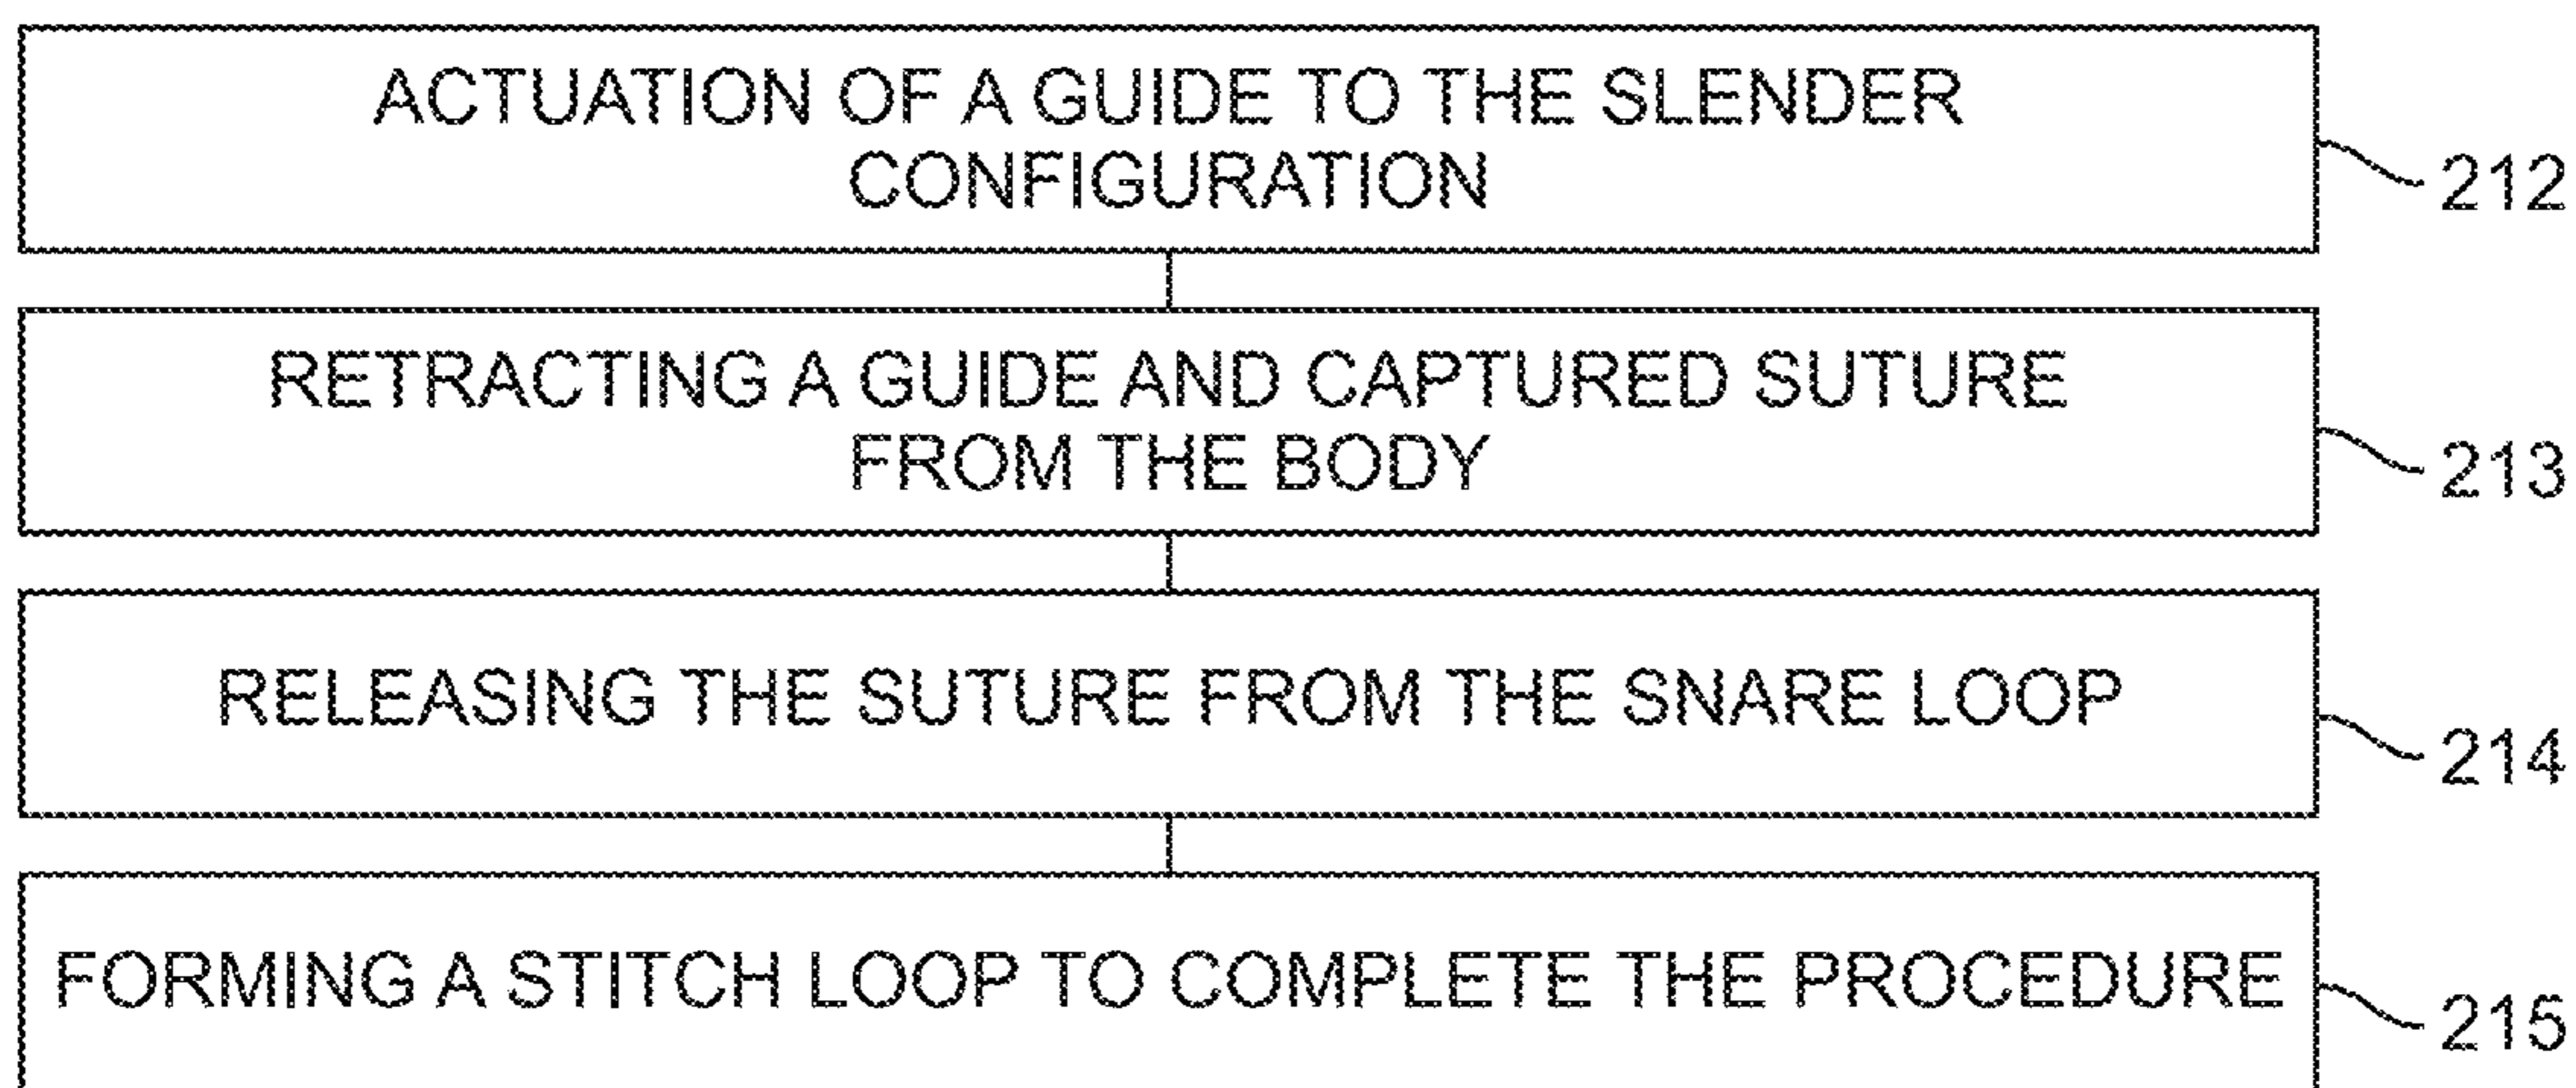 ACTUATION OF A GUIDE TO THE SLENDER
CONFIGURATION
212
RETRACTING A GUIDE AND CAPTURED SUTURE
FROM THE BODY
213
RELEASING THE SUTURE FROM THE SNARE LOOP
214
FORMING A STITCH LOOP TO COMPLETE THE PROCEDURE
215